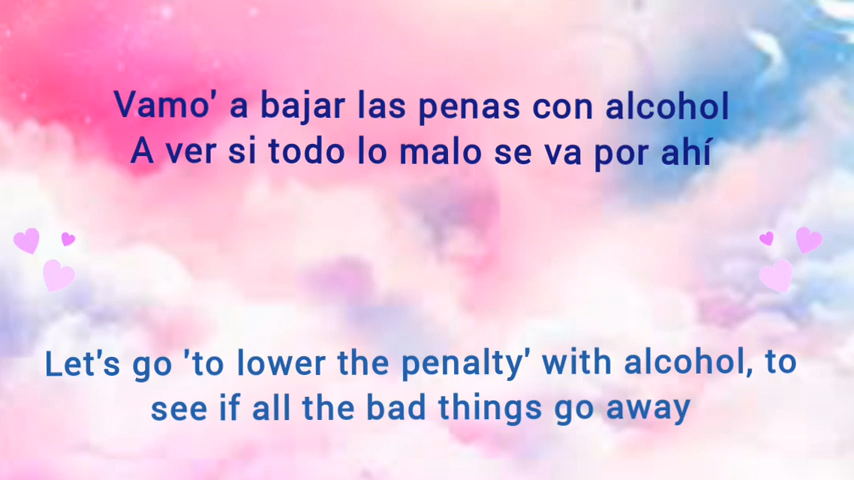 Vamo' a bajar las penas con alcohol
A ver si todo lo malo se va por ahí
Let's go 'to lower the penalty' with alcohol, to
see if all the bad things go away